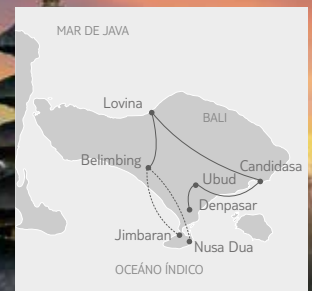 MAR DE JAVA
Lovina
BALI
Belimbing
Candidasa
Ubud
Denpasar
Jimbaran
Nusa Dua
OCEÁNO ÍNDICO